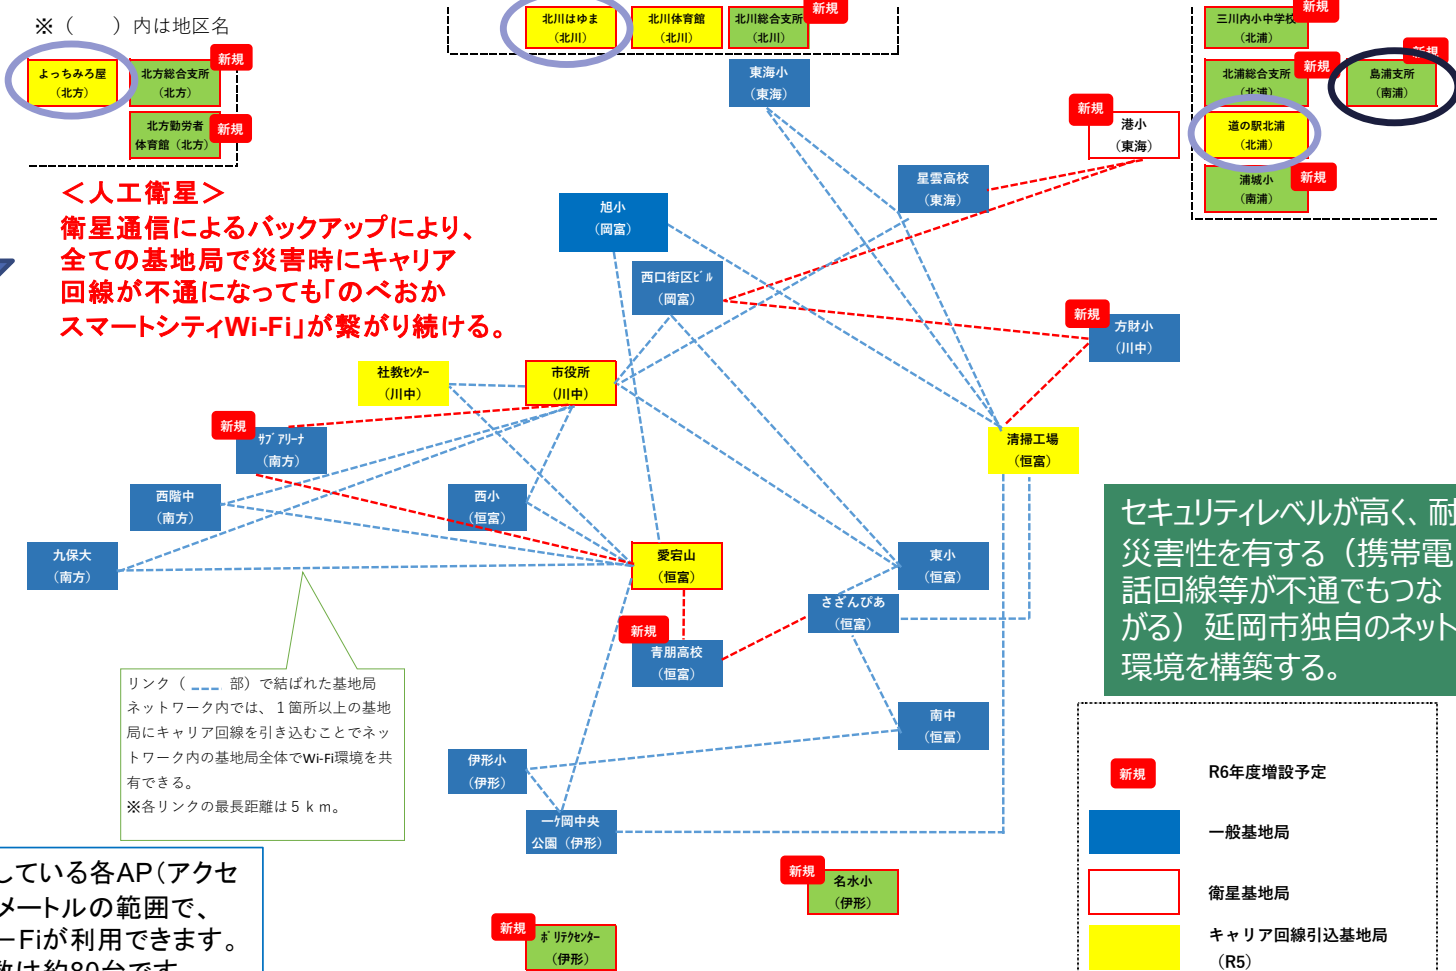 ※（　　）内は地区名
よっちみろ屋
（北方）
北方総合支所
（北方）
新規
北方勤労者
体育館（北方）
新規
北川はゆま
（北川）
北川体育館
（北川）
北川総合支所
（北川）
新規
三川内小中学校
（北浦）
新規
北浦総合支所
（北浦）
新規
島浦支所
（南浦）
新規
道の駅北浦
（北浦）
浦城小
（南浦）
新規
＜人工衛星＞
衛星通信によるバックアップにより、
全ての基地局で災害時にキャリア
回線が不通になっても「のべおか
スマートシティWi-Fi」が繋がり続ける。
東海小
（東海）
新規
港小
（東海）
星雲高校
（東海）
旭小
（岡富）
西口街区ﾋﾞﾙ
（岡富）
新規
方財小
（川中）
社教ｾﾝﾀｰ
（川中）
市役所
（川中）
新規
ｻﾌﾞｱﾘｰﾅ
（南方）
清掃工場
（恒富）
西階中
（南方）
西小
（恒富）
九保大
（南方）
愛宕山
（恒富）
東小
（恒富）
さざんぴあ
（恒富）
新規
青朋高校
（恒富）
南中
（恒富）
伊形小
（伊形）
一ｹ岡中央
公園（伊形）
新規
名水小
（伊形）
新規
ﾎﾟﾘﾃｸｾﾝﾀｰ
（伊形）
リンク（ ___ 部）で結ばれた基地局
ネットワーク内では、１箇所以上の基地
局にキャリア回線を引き込むことでネッ
トワーク内の基地局全体でWi-Fi環境を共
有できる。
※各リンクの最長距離は５ｋｍ。
セキュリティレベルが高く、耐
災害性を有する（携帯電
話回線等が不通でもつな
がる）延岡市独自のネット
環境を構築する。
新規
R6年度増設予定
一般基地局
衛星基地局
キャリア回線引込基地局
（R5）
している各AP（アクセ
メートルの範囲で、
－Fiが利用できます。
数は約80台です